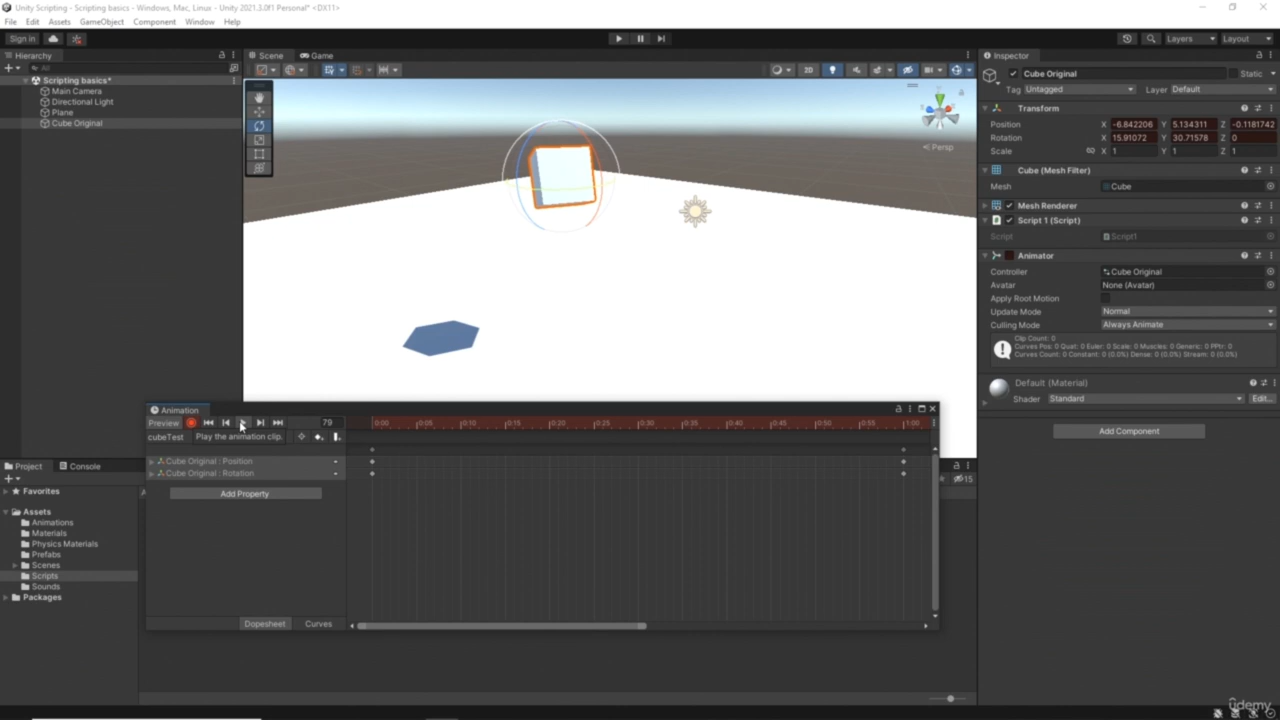 Unity Scripting - Scripting basics - Windows, Mac, Linux - Unity 2021.3.0f1 Personal* <DX11>
File Edit Assets GameObject Component Window Help
Sign in
Layers
Layout
Hierarchy
All
Scripting basics*
Main Camera
Directional Light
Plane
Cube Original
Scene
Game
2D
Persp
Inspector
Cube Original
Static
Tag Untagged
Layer Default
Transform
Position X -6.842206 Y 5.134311 Z -0.1181742
Rotation X 15.91072 Y 30.71578 Z 0
Scale X 1 Y 1 Z 1
Cube (Mesh Filter)
Mesh Cube
Mesh Renderer
Script 1 (Script)
Script Script1
Animator
Controller Cube Original
Avatar None (Avatar)
Apply Root Motion
Update Mode Normal
Culling Mode Always Animate
Clip Count: 0
Curves Pos: 0 Quat: 0 Euler: 0 Scale: 0 Muscles: 0 Generic: 0 PPtr: 0
Curves Count: 0 Constant: 0 (0.0%) Dense: 0 (0.0%) Stream: 0 (0.0%)
Default (Material)
Shader Standard Edit...
Add Component
Animation
Preview 79
0:00 0:05 0:10 0:15 0:20 0:25 0:30 0:35 0:40 0:45 0:50 0:55 1:00
cubeTest
Play the animation clip.
Cube Original : Position
Cube Original : Rotation
Add Property
Dopesheet Curves
Project
Console
15
Favorites
Assets
Animations
Materials
Physics Materials
Prefabs
Scenes
Scripts
Sounds
Packages
udemy